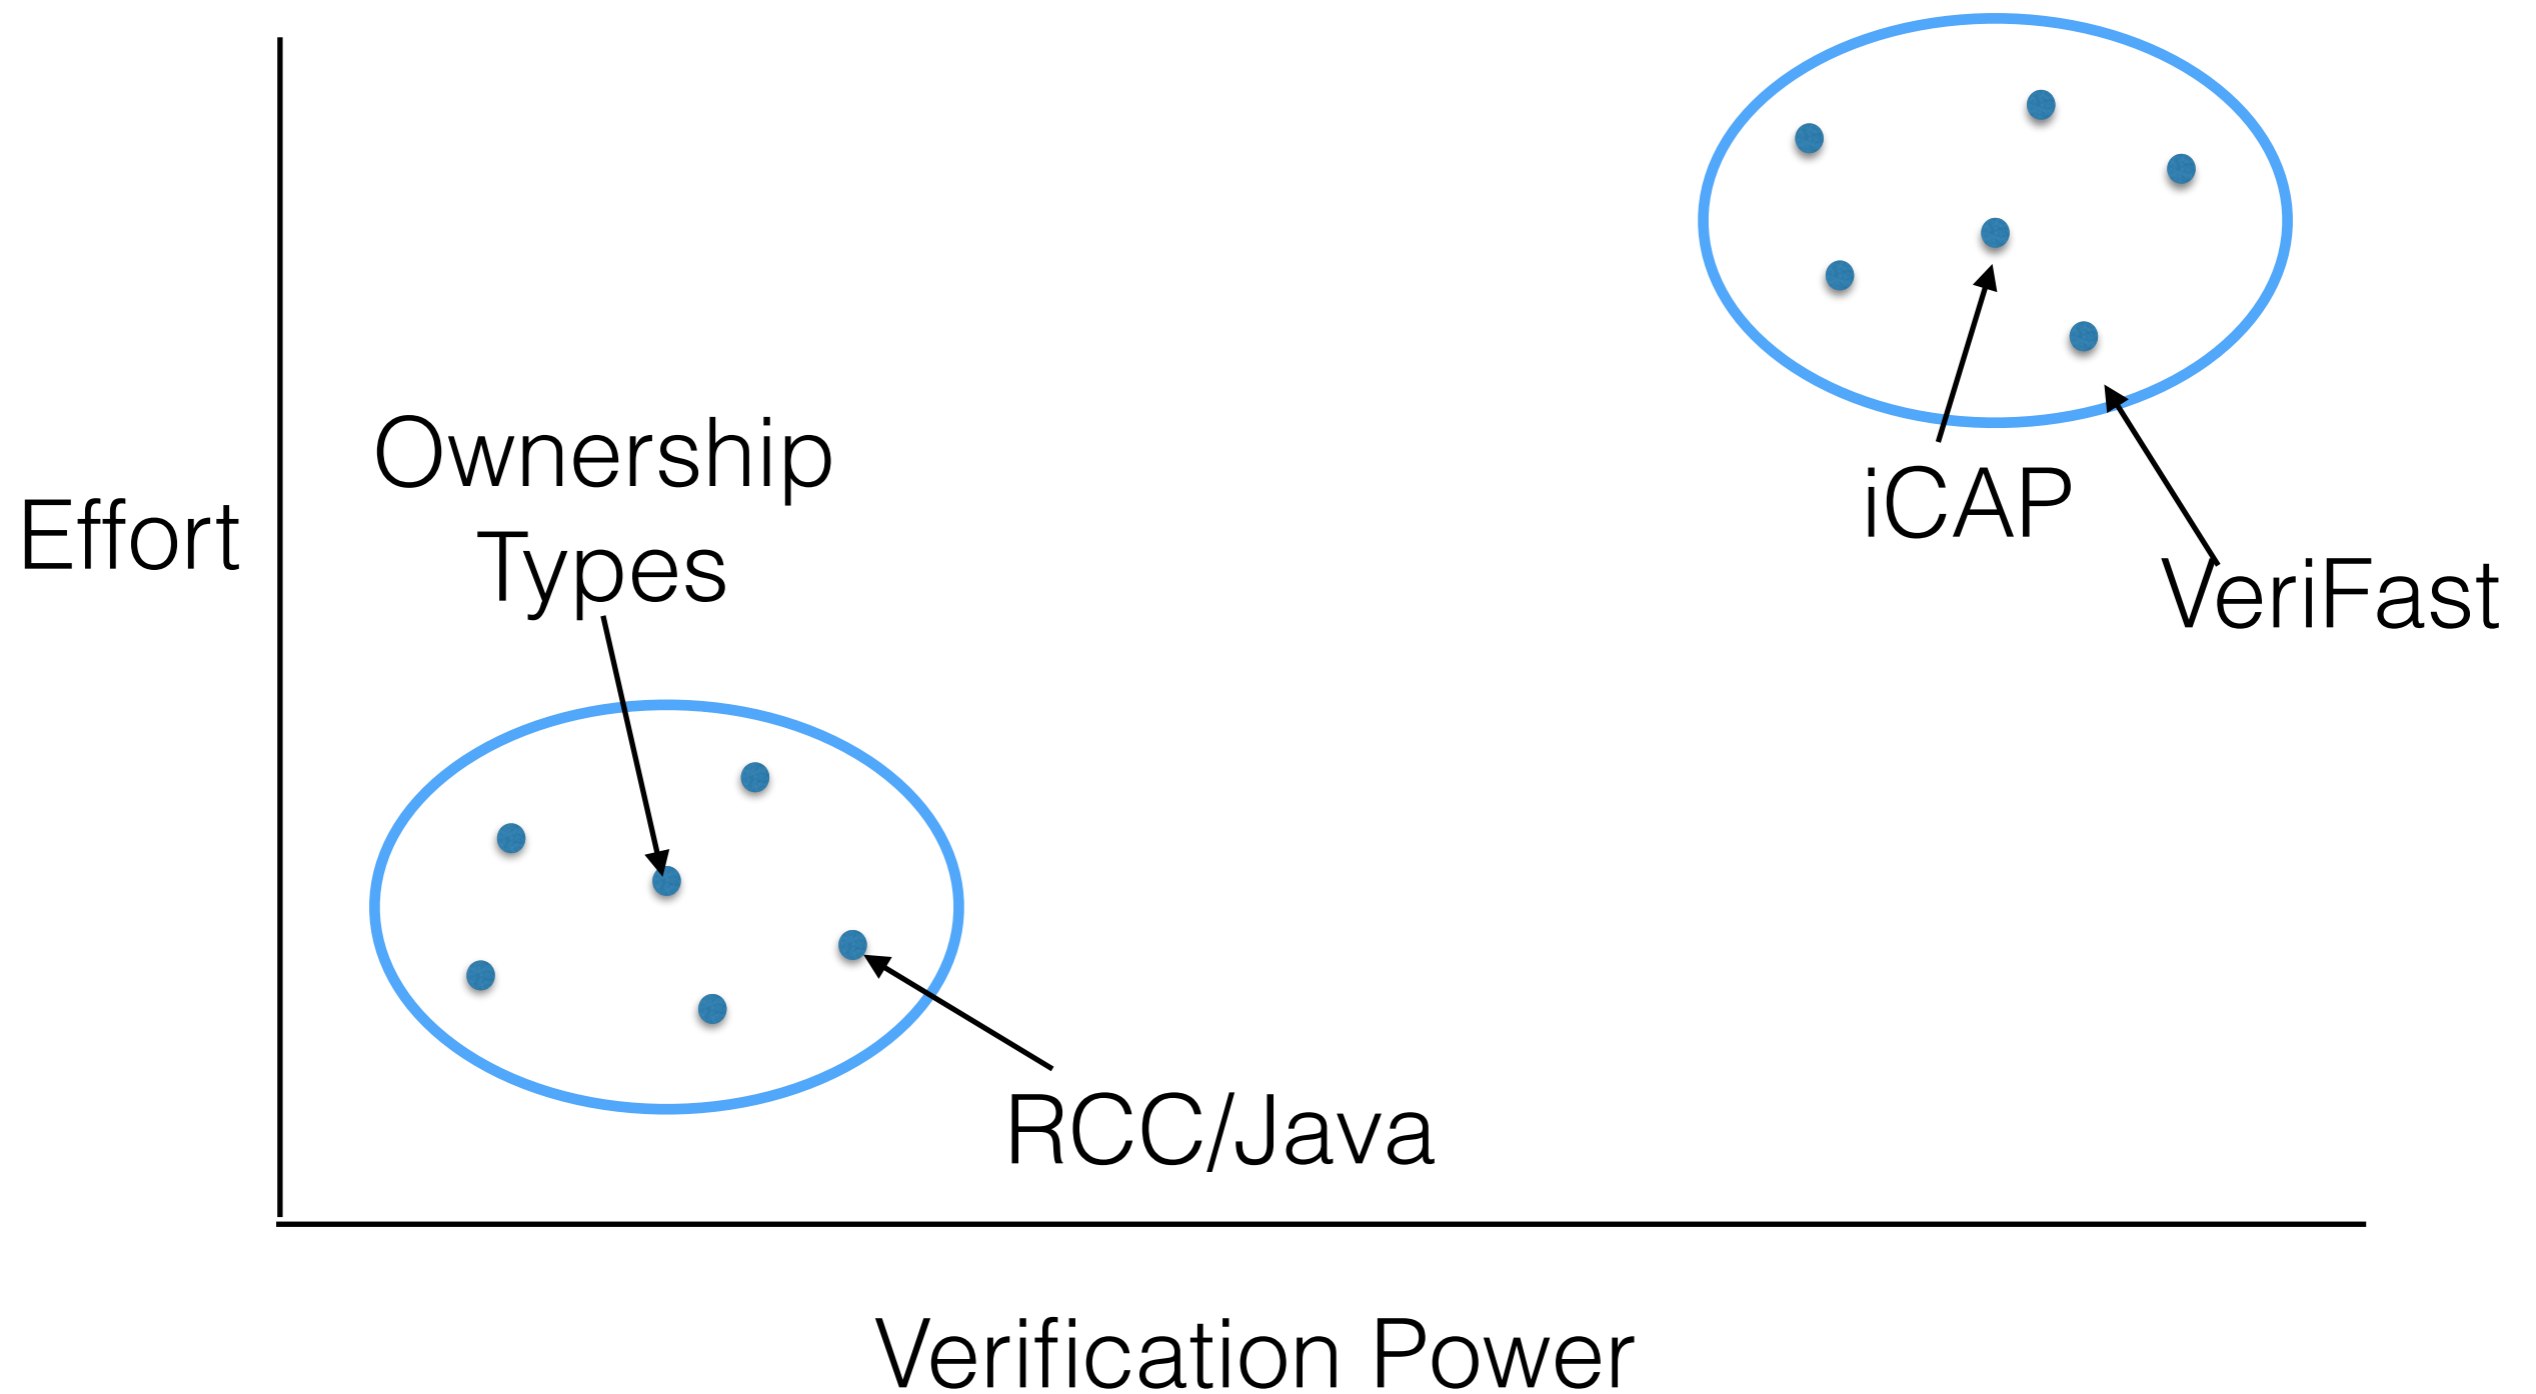 Ownership
Types
Effort
iCAP
VeriFast
RCC/Java
Verification Power